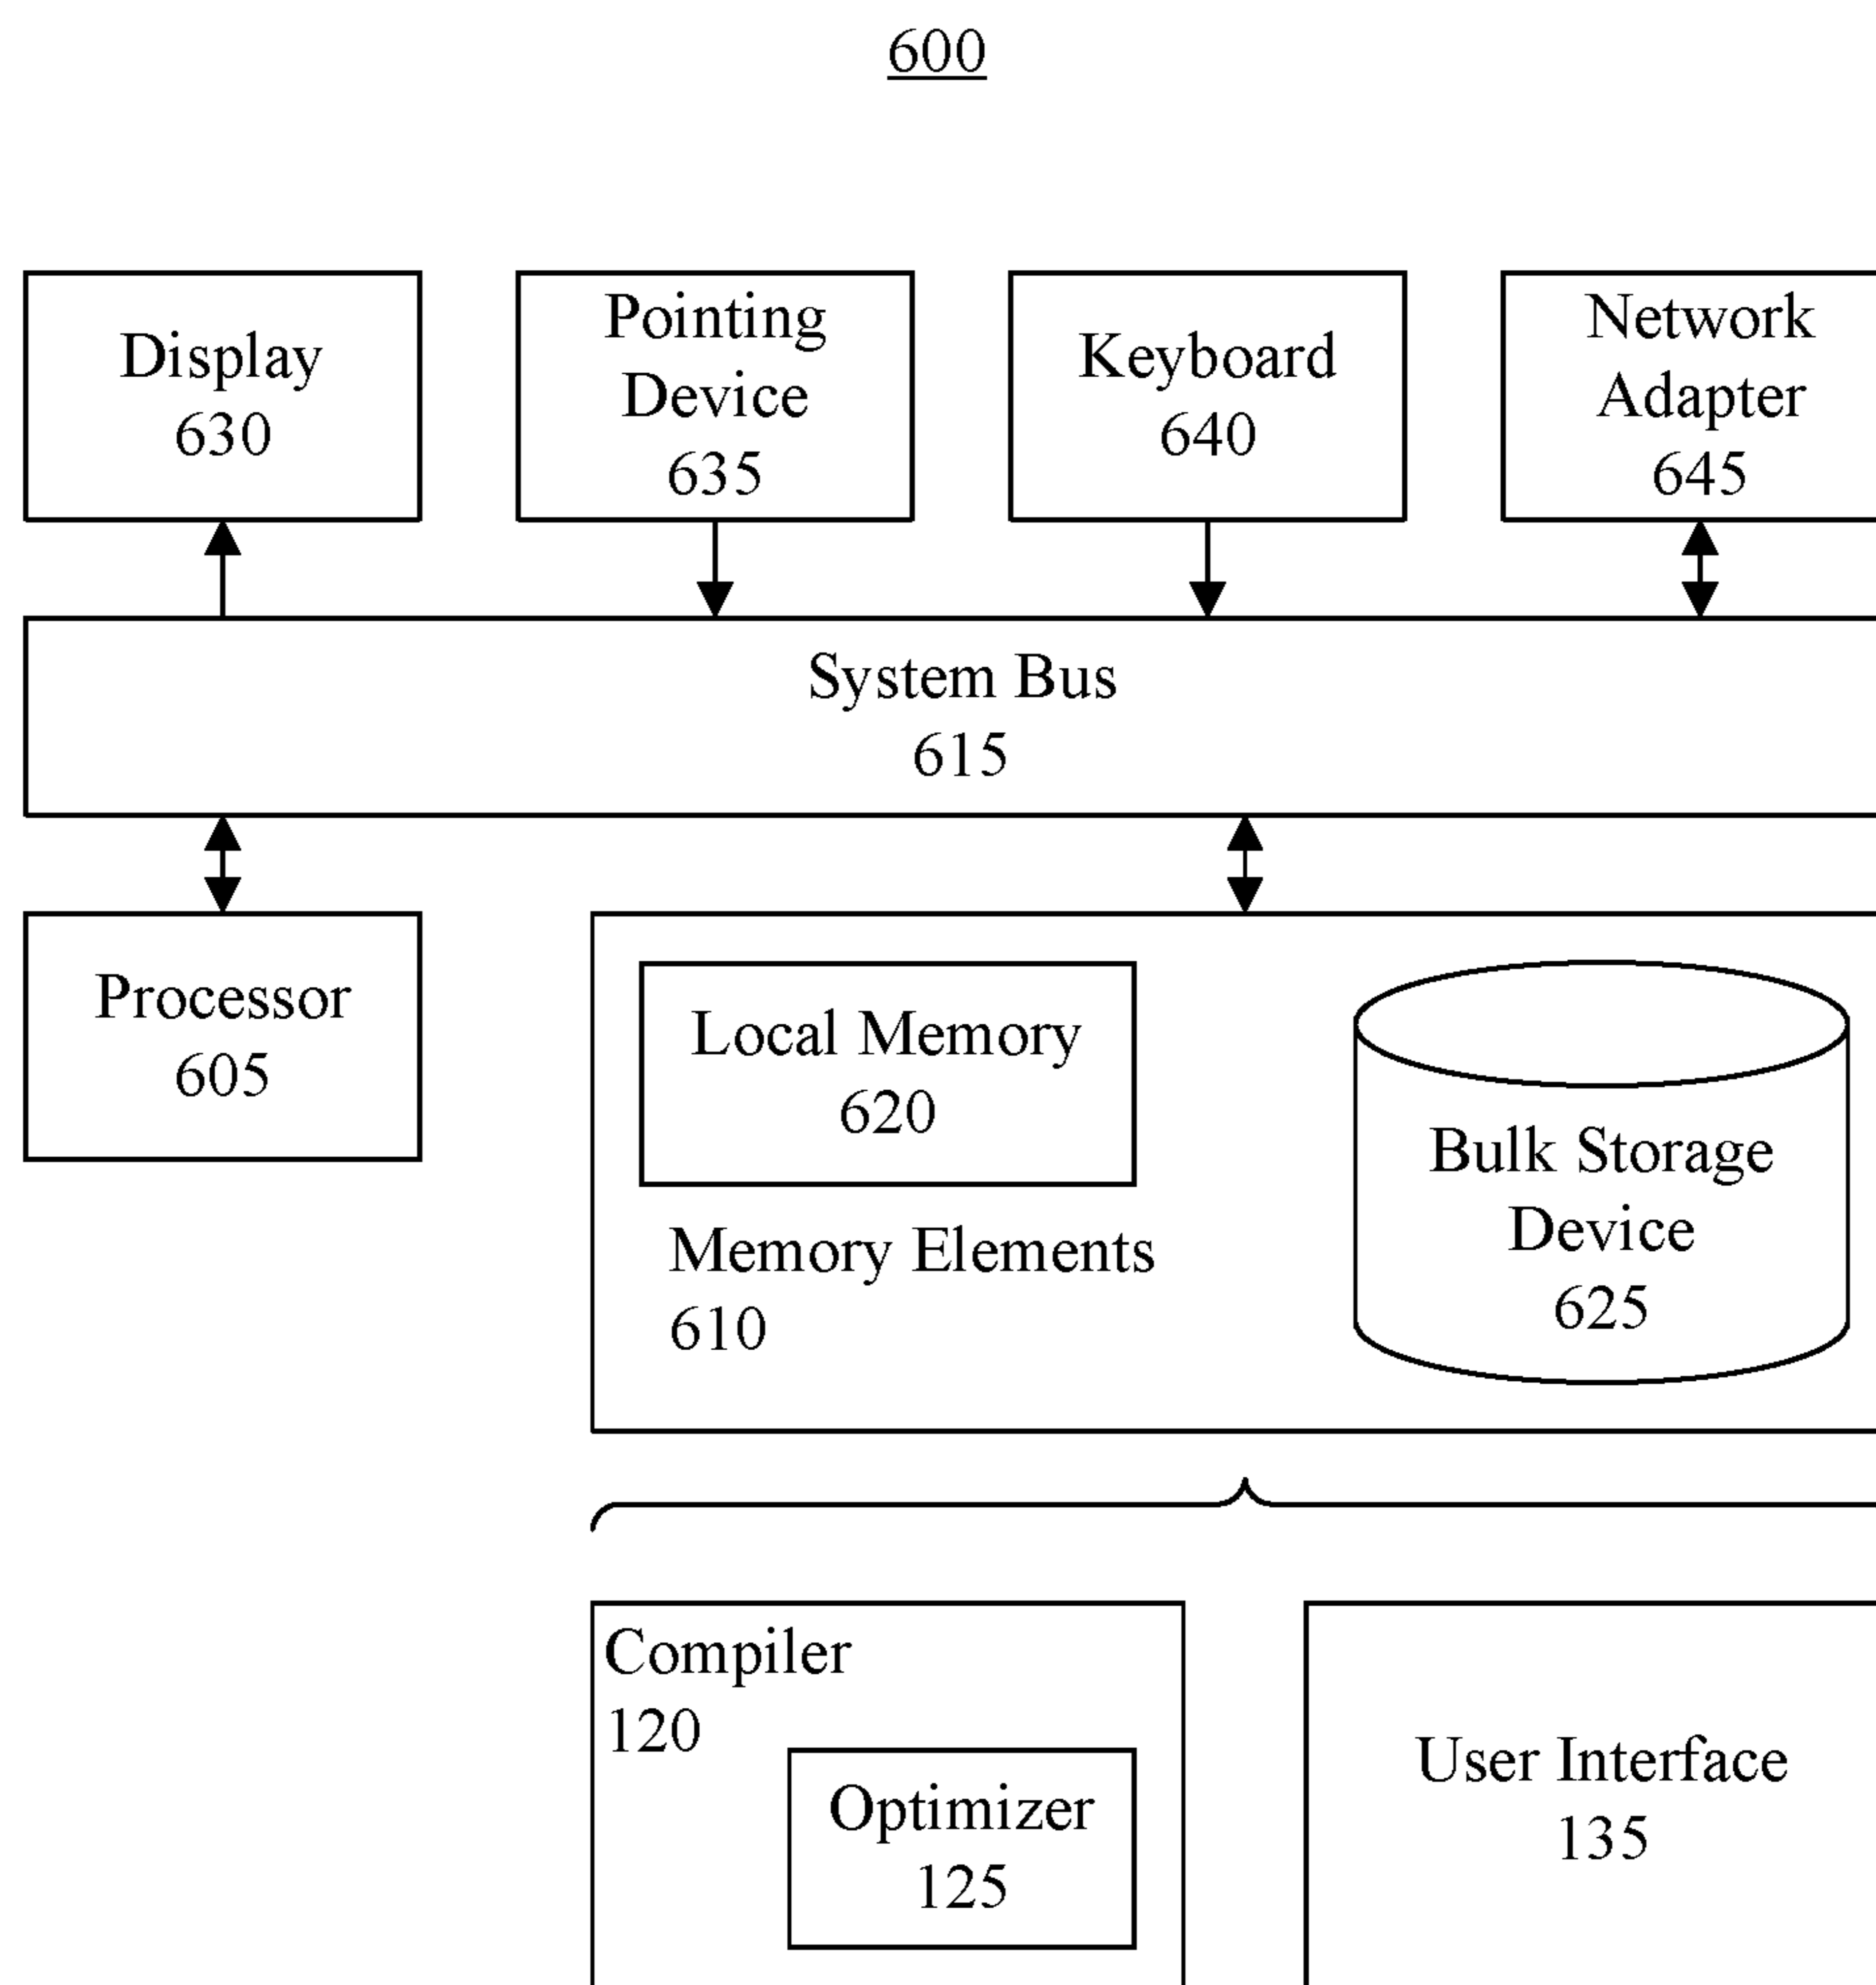 600
Display
630
Pointing
Device
635
Keyboard
640
Network
Adapter
645
System Bus
615
Processor
605
Local Memory
620
Memory Elements
610
Bulk Storage
Device
625
Compiler
120
Optimizer
125
User Interface
135